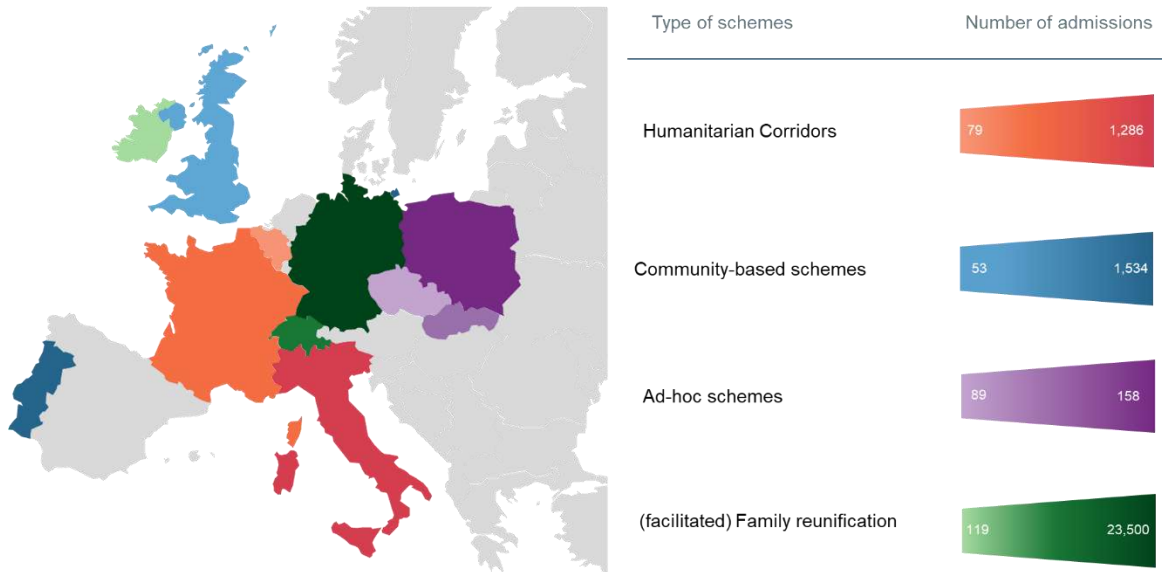 Type of schemes
Number of admissions
Humanitarian Corridors
79
1,286
Community-based schemes
53
1,534
Ad-hoc schemes
89
158
(facilitated) Family reunification
119
23,500